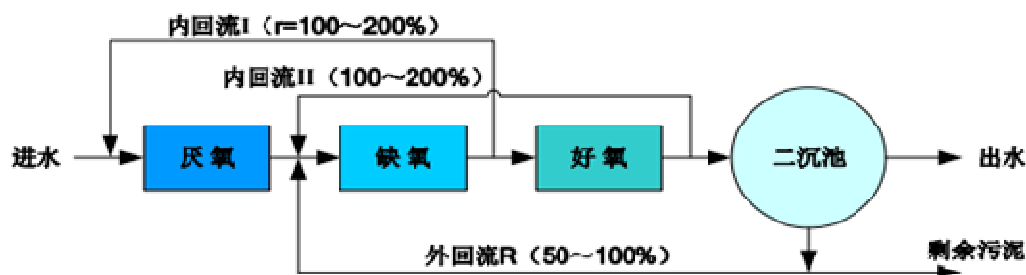 内回流I（r=100～200%）
内回流II（100～200%）
进水
厌氧
缺氧
好氧
二沉池
出水
外回流R（50～100%）
剩余污泥